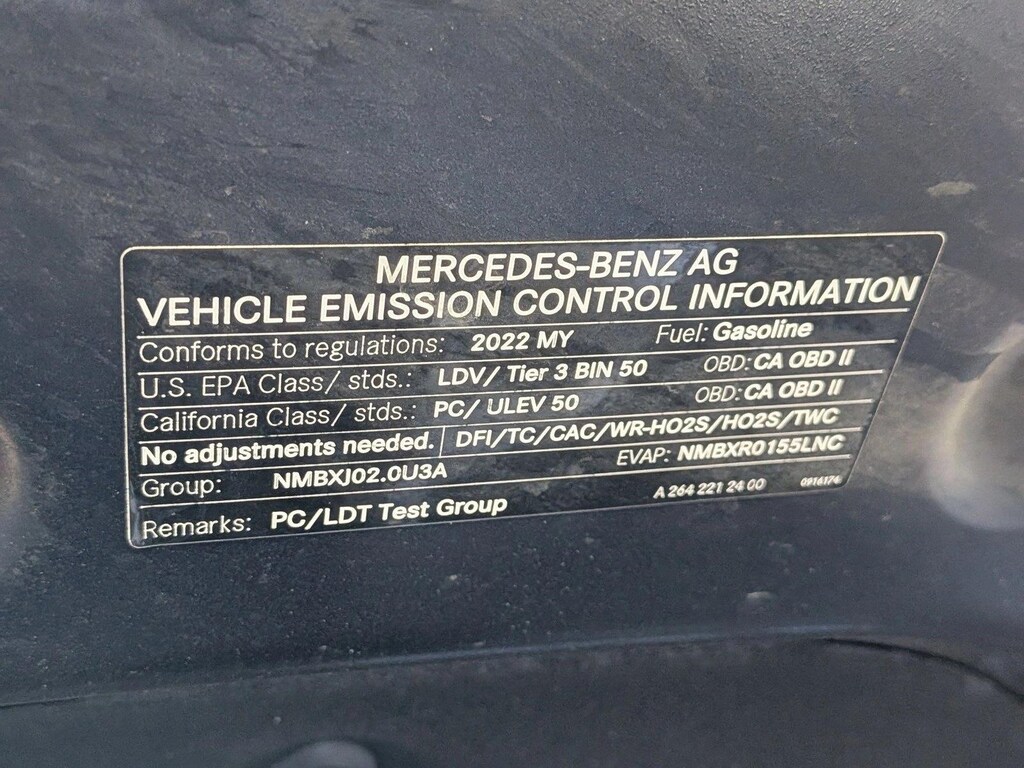 MERCEDES-BENZ AG
VEHICLE EMISSION CONTROL INFORMATION
Conforms to regulations: 2022 MY Fuel: Gasoline
U.S. EPA Class/ stds.: LDV/ Tier 3 BIN 50 OBD: CA OBD II
California Class/ stds.: PC/ ULEV 50 OBD: CA OBD II
No adjustments needed. DFI/TC/CAC/WR-HO2S/HO2S/TWC
Group: NMBXJ02.0U3A EVAP: NMBXR0155LNC
Remarks: PC/LDT Test Group A 264 221 24 00 0916174